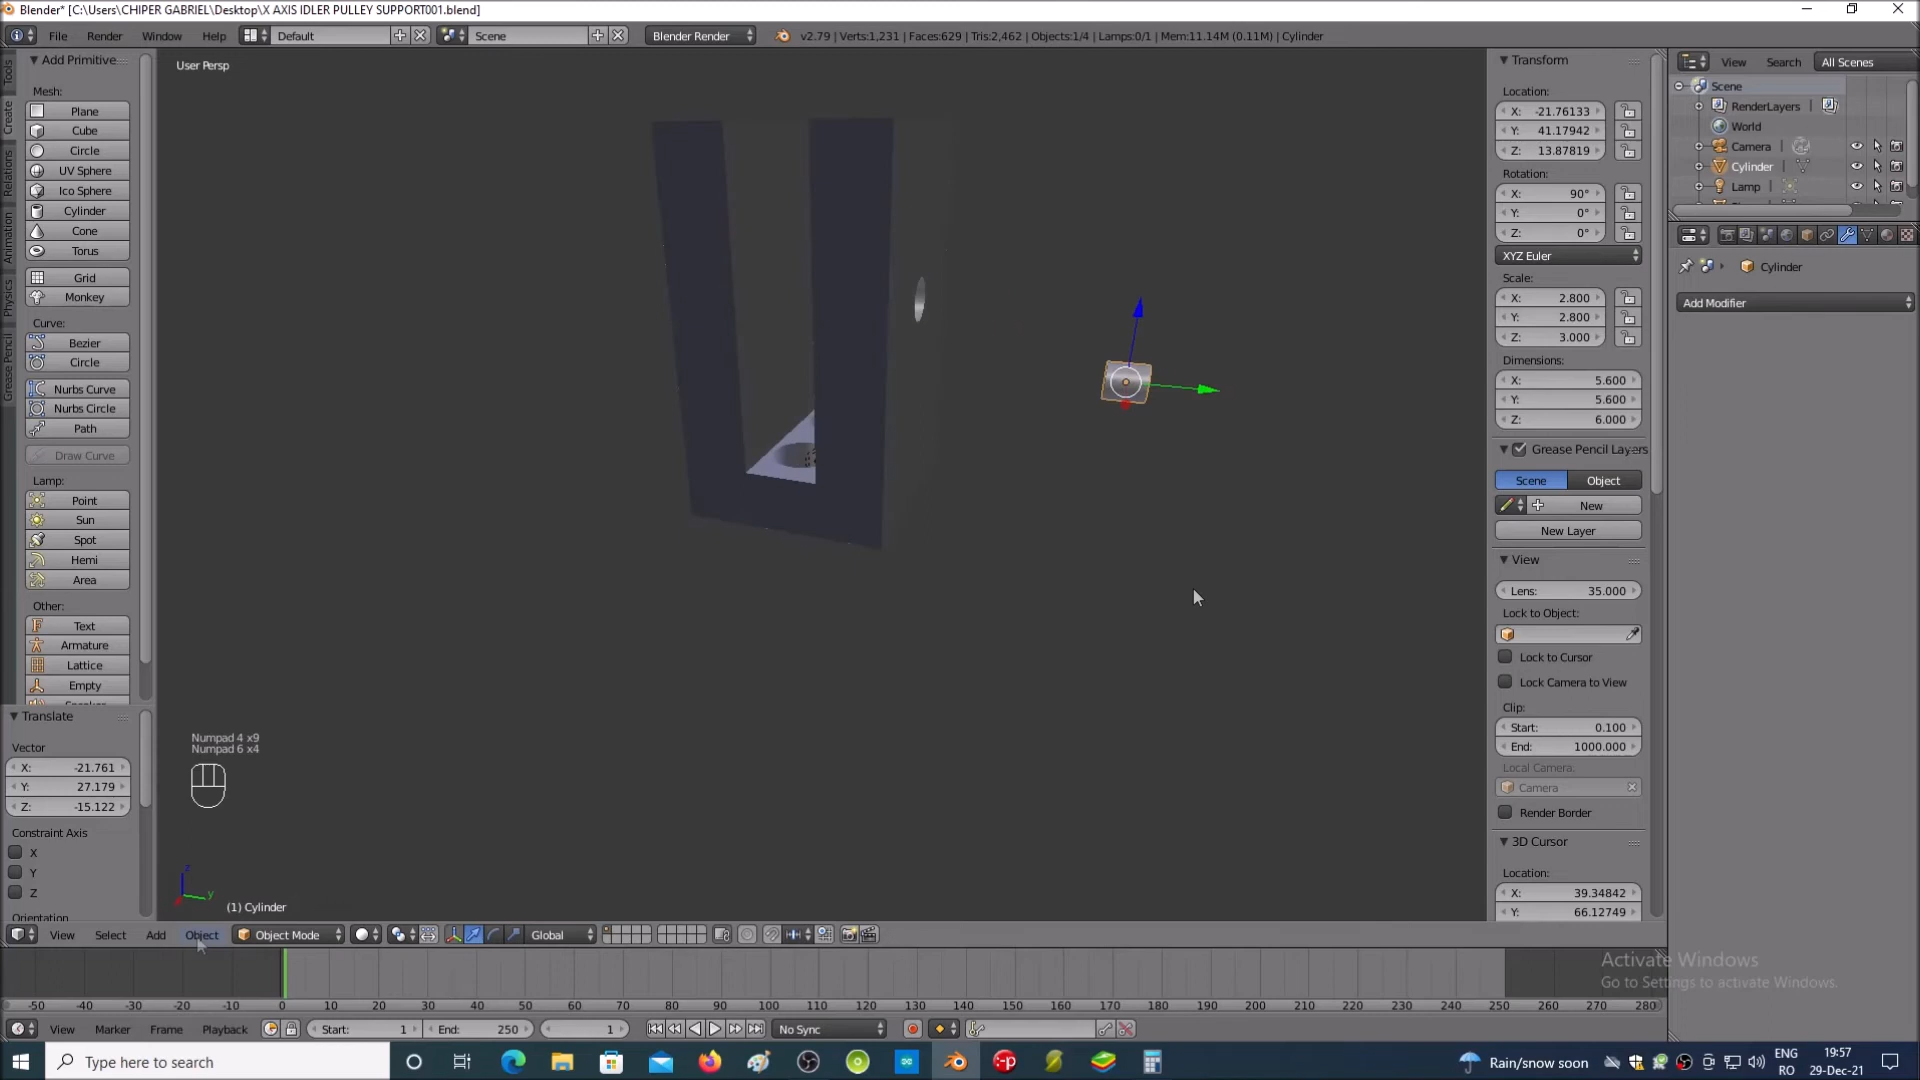 Blender* [C:\Users\CHIPER GABRIEL\Desktop\X AXIS IDLER PULLEY SUPPORT001.blend]
File Render Window Help Default Scene Blender Render v2.79 | Verts:1,231 | Faces:629 | Tris:2,462 | Objects:1/4 | Lamps:0/1 | Mem:11.14M (0.11M) | Cylinder
Tools
Create
Relations
Animation
Physics
Grease Pencil
Add Primitive
Mesh:
Plane
Cube
Circle
UV Sphere
Ico Sphere
Cylinder
Cone
Torus
Grid
Monkey
Curve:
Bezier
Circle
Nurbs Curve
Nurbs Circle
Path
Draw Curve
Lamp:
Point
Sun
Spot
Hemi
Area
Other:
Text
Armature
Lattice
Empty
Translate
Vector
X: -21.761
Y: 27.179
Z: -15.122
Constraint Axis
X
Y
Z
Orientation
User Persp
Numpad 4 x9
Numpad 6 x4
z
y
(1) Cylinder
Transform
Location:
X: -21.76133
Y: 41.17942
Z: 13.87819
Rotation:
X: 90°
Y: 0°
Z: 0°
XYZ Euler
Scale:
X: 2.800
Y: 2.800
Z: 3.000
Dimensions:
X: 5.600
Y: 5.600
Z: 6.000
Grease Pencil Layers
Scene Object
New
New Layer
View
Lens: 35.000
Lock to Object:
Lock to Cursor
Lock Camera to View
Clip:
Start: 0.100
End: 1000.000
Local Camera:
Camera
Render Border
3D Cursor
Location:
X: 39.34842
Y: 66.12749
View Search All Scenes
Scene
RenderLayers
World
Camera
Cylinder
Lamp
Cylinder
Add Modifier
View Select Add Object Object Mode Global
Activate Windows
Go to Settings to activate Windows.
-50 -40 -30 -20 -10 0 10 20 30 40 50 60 70 80 90 100 110 120 130 140 150 160 170 180 190 200 210 220 230 240 250 260 270 280
View Marker Frame Playback Start: 1 End: 250 1 No Sync
Type here to search
Rain/snow soon
ENG
RO
19:57
29-Dec-21